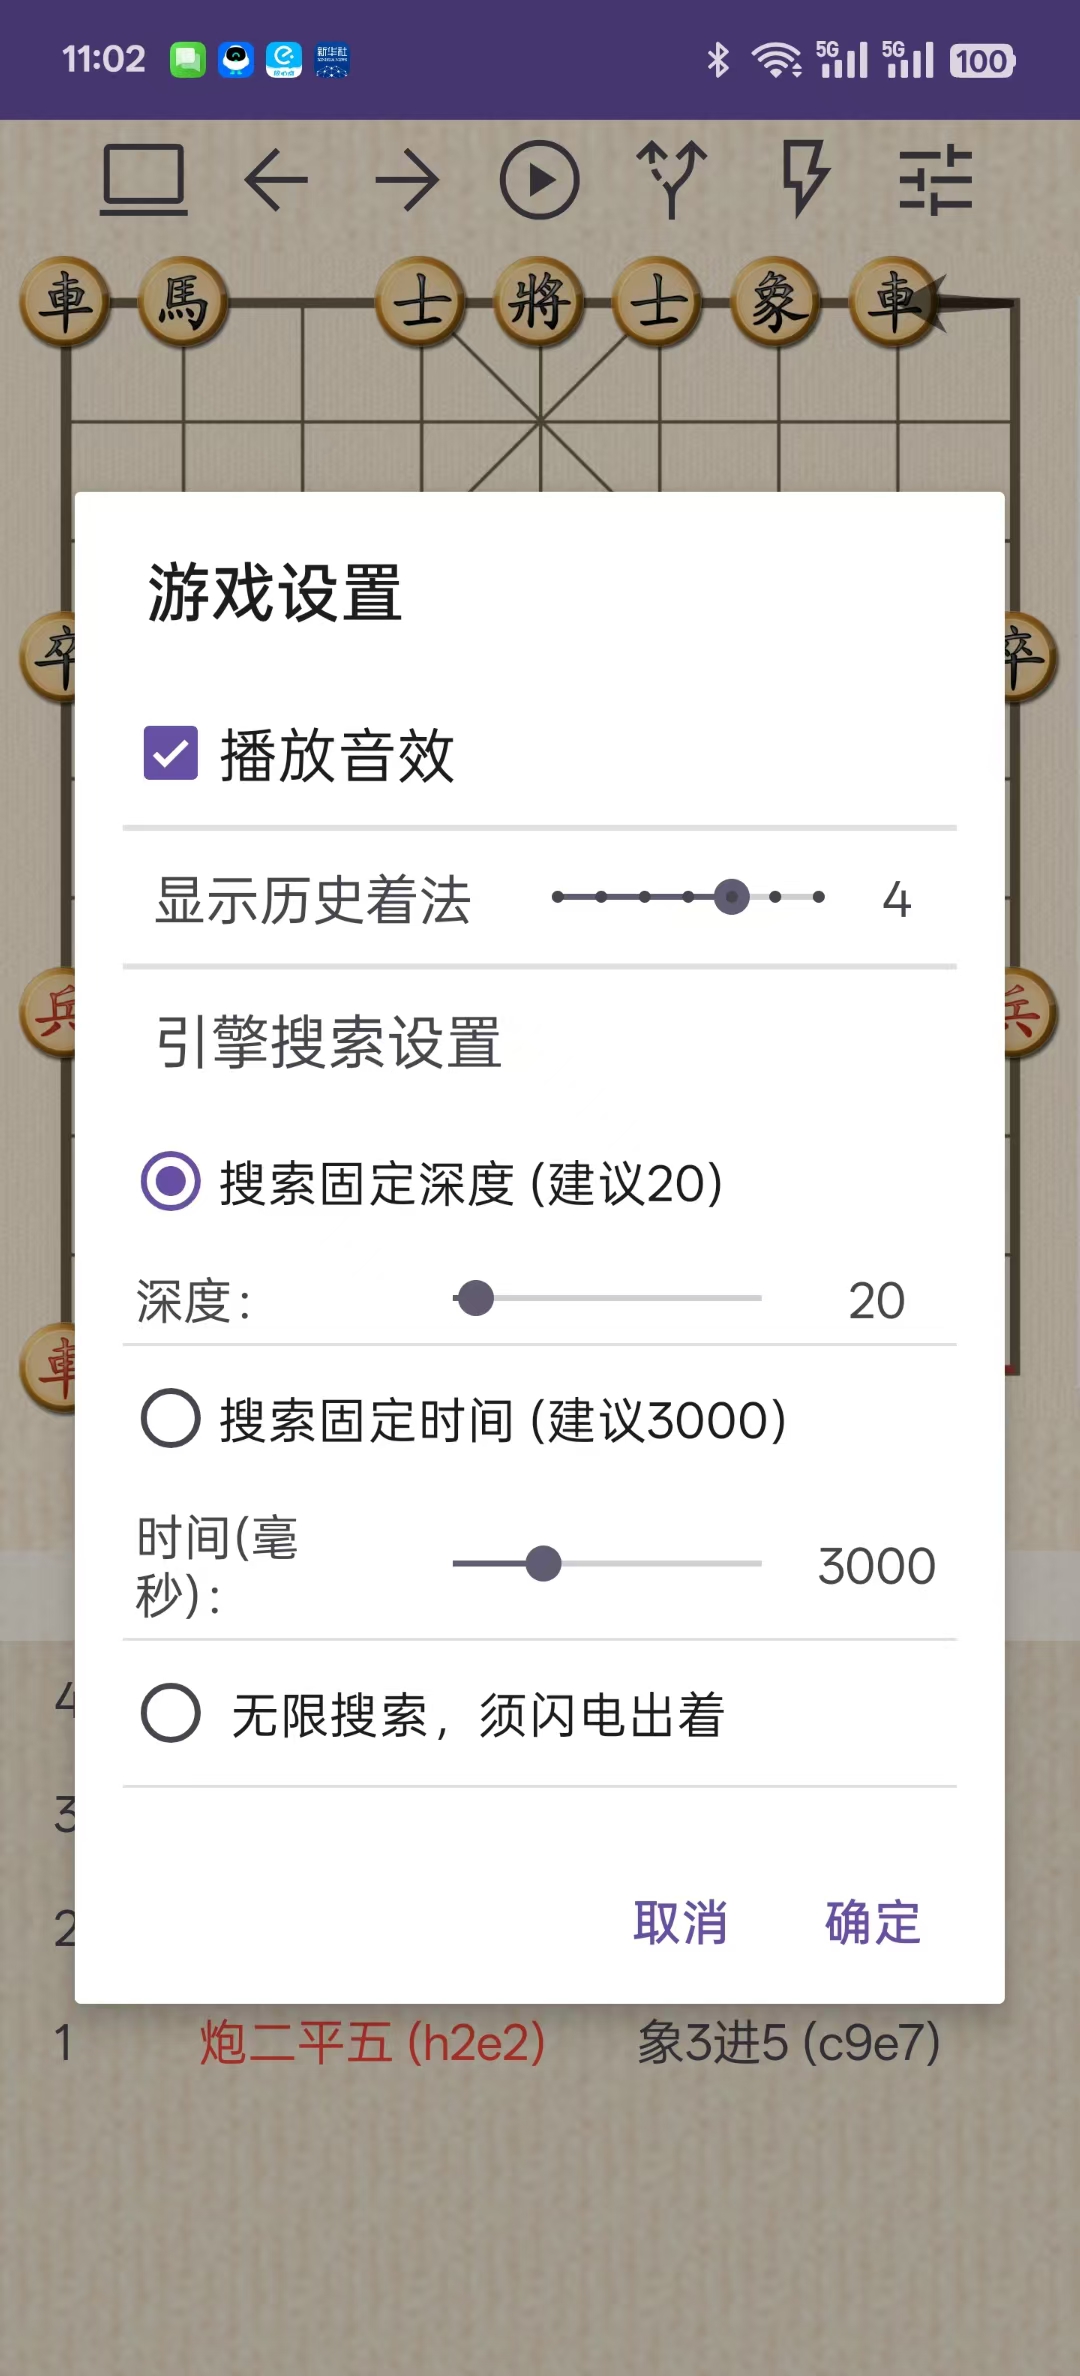 11:02
新华社
5G
5G
100
車
馬
士
將
士
象
車
游戏设置
卒
卒
播放音效
显示历史着法
4
兵
兵
引擎搜索设置
搜索固定深度 (建议20)
深度:
20
車
搜索固定时间 (建议3000)
时间(毫
秒):
3000
4
无限搜索，须闪电出着
3
2
取消
确定
1
炮二平五 (h2e2)
象3进5 (c9e7)